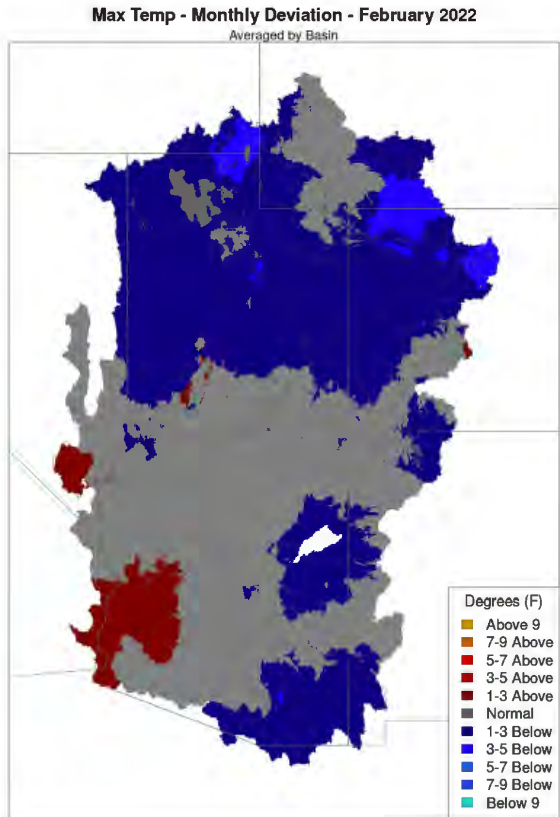 Max Temp - Monthly Deviation - February 2022
Averaged by Basin
Degrees (F)
Above 9
7-9 Above
5-7 Above
3-5 Above
1-3 Above
Normal
1-3 Below
3-5 Below
5-7 Below
7-9 Below
Below 9